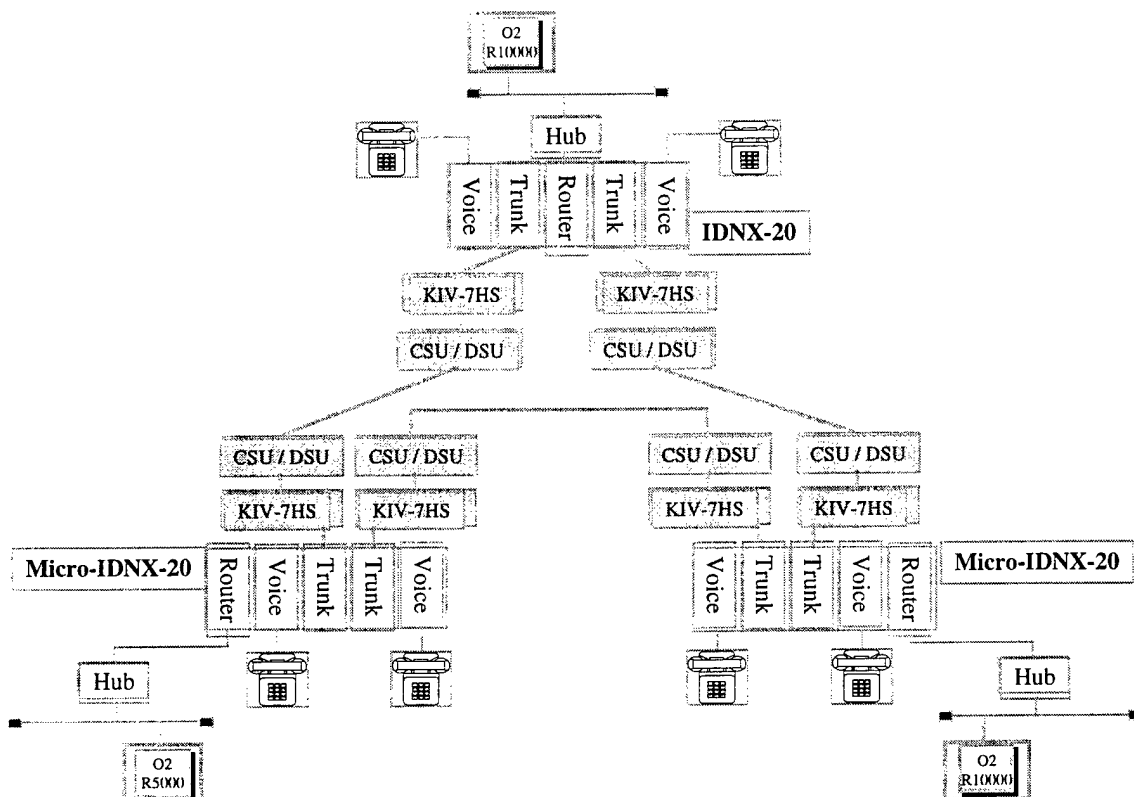 O2
R10000
Hub
Voice
Trunk
Router
Trunk
Voice
IDNX-20
KIV-7HS
KIV-7HS
CSU / DSU
CSU / DSU
CSU / DSU
CSU / DSU
CSU / DSU
CSU / DSU
KIV-7HS
KIV-7HS
KIV-7HS
KIV-7HS
Micro-IDNX-20
Router
Voice
Trunk
Trunk
Voice
Voice
Trunk
Trunk
Voice
Router
Micro-IDNX-20
Hub
Hub
O2
R5000
O2
R10000